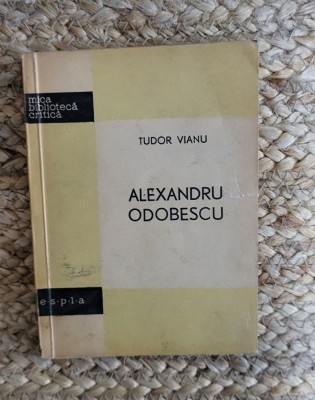 mica
bibliotecă
critică
TUDOR VIANU
ALEXANDRU
ODOBESCU
e·s·p·l·a